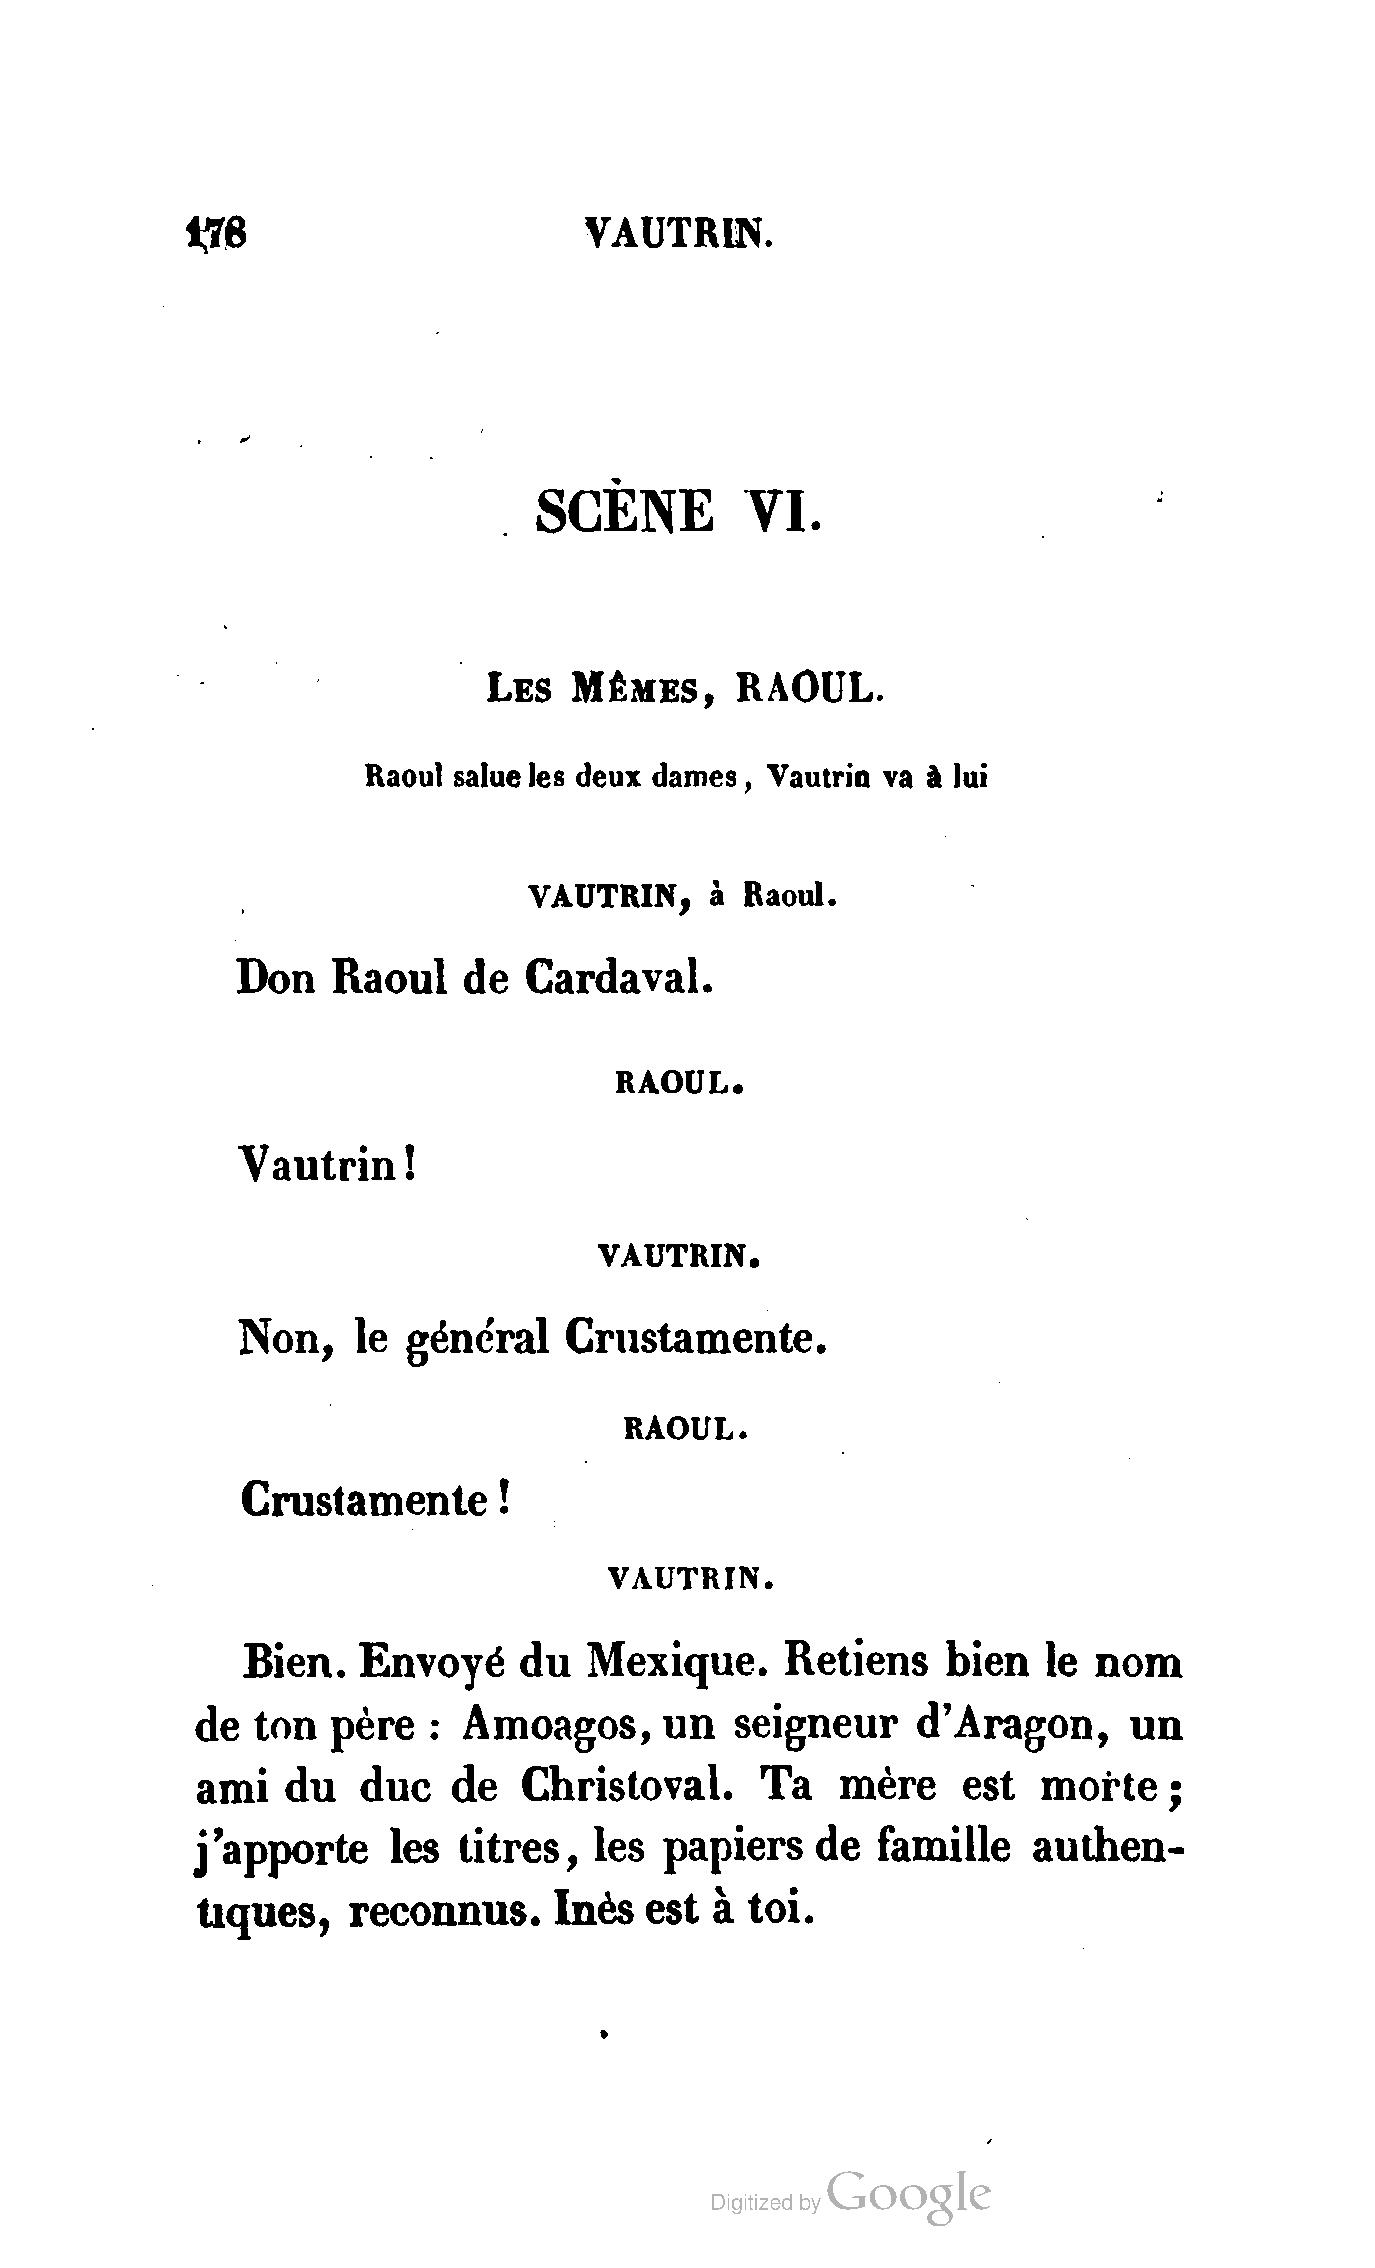 178 VAUTRIN.
SCÈNE VI.
LES MÊMES, RAOUL.
Raoul salue les deux dames, Vautrin va à lui
VAUTRIN, à Raoul.
Don Raoul de Cardaval.
RAOUL.
Vautrin!
VAUTRIN.
Non, le général Crustamente.
RAOUL.
Crustamente!
VAUTRIN.
Bien. Envoyé du Mexique. Retiens bien le nom
de ton père : Amoagos, un seigneur d'Aragon, un
ami du duc de Christoval. Ta mère est morte;
j'apporte les titres, les papiers de famille authen-
tiques, reconnus. Inès est à toi.
Digitized by Google